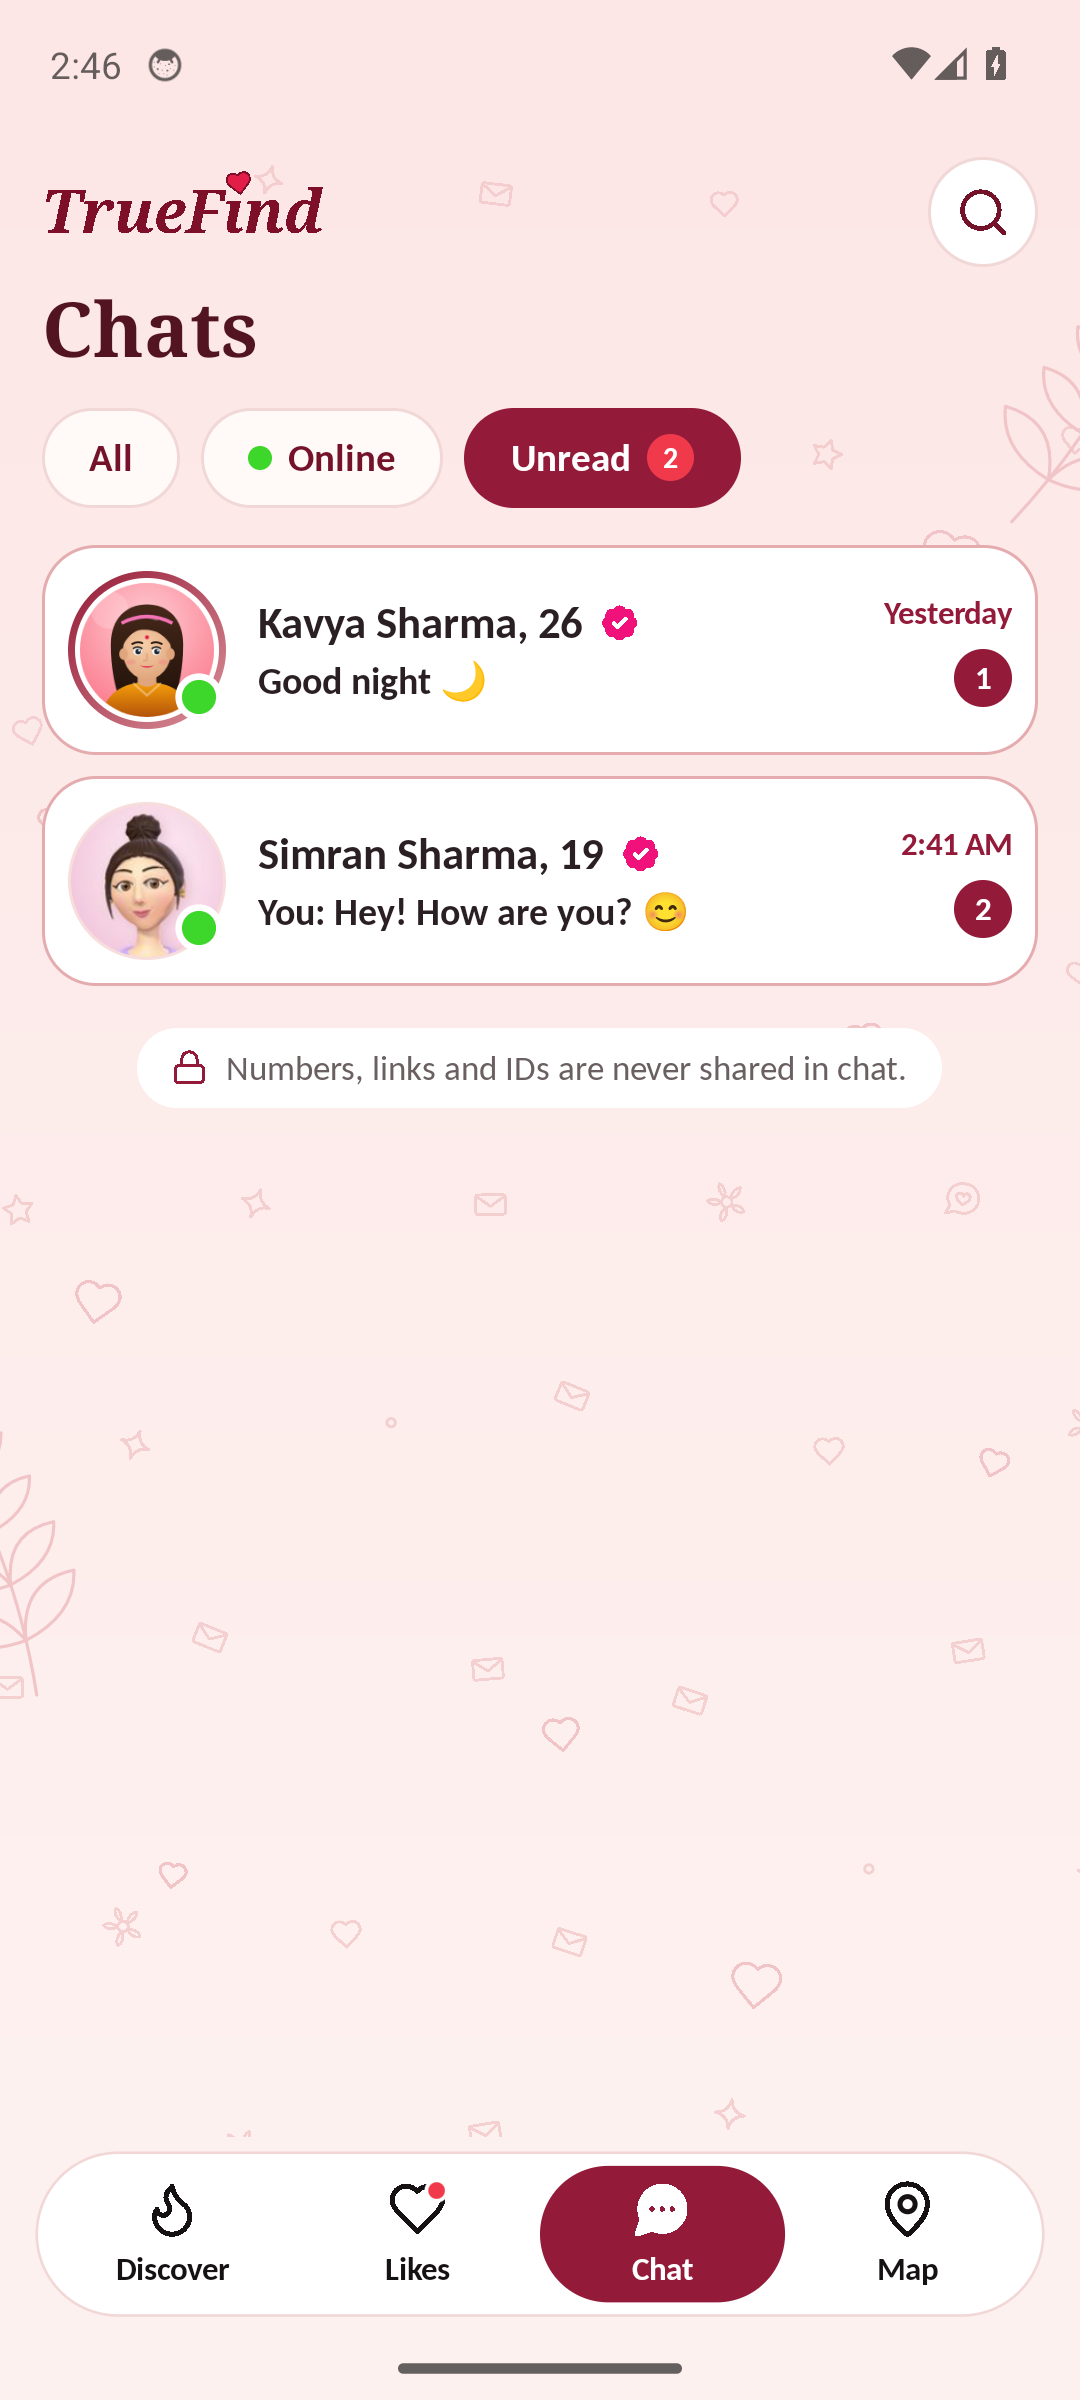 2:46
TrueFind
Chats
All
Online
Unread 2
Kavya Sharma, 26
Yesterday
Good night 🌙
1
Simran Sharma, 19
2:41 AM
You: Hey! How are you? 😊
2
Numbers, links and IDs are never shared in chat.
Discover
Likes
Chat
Map